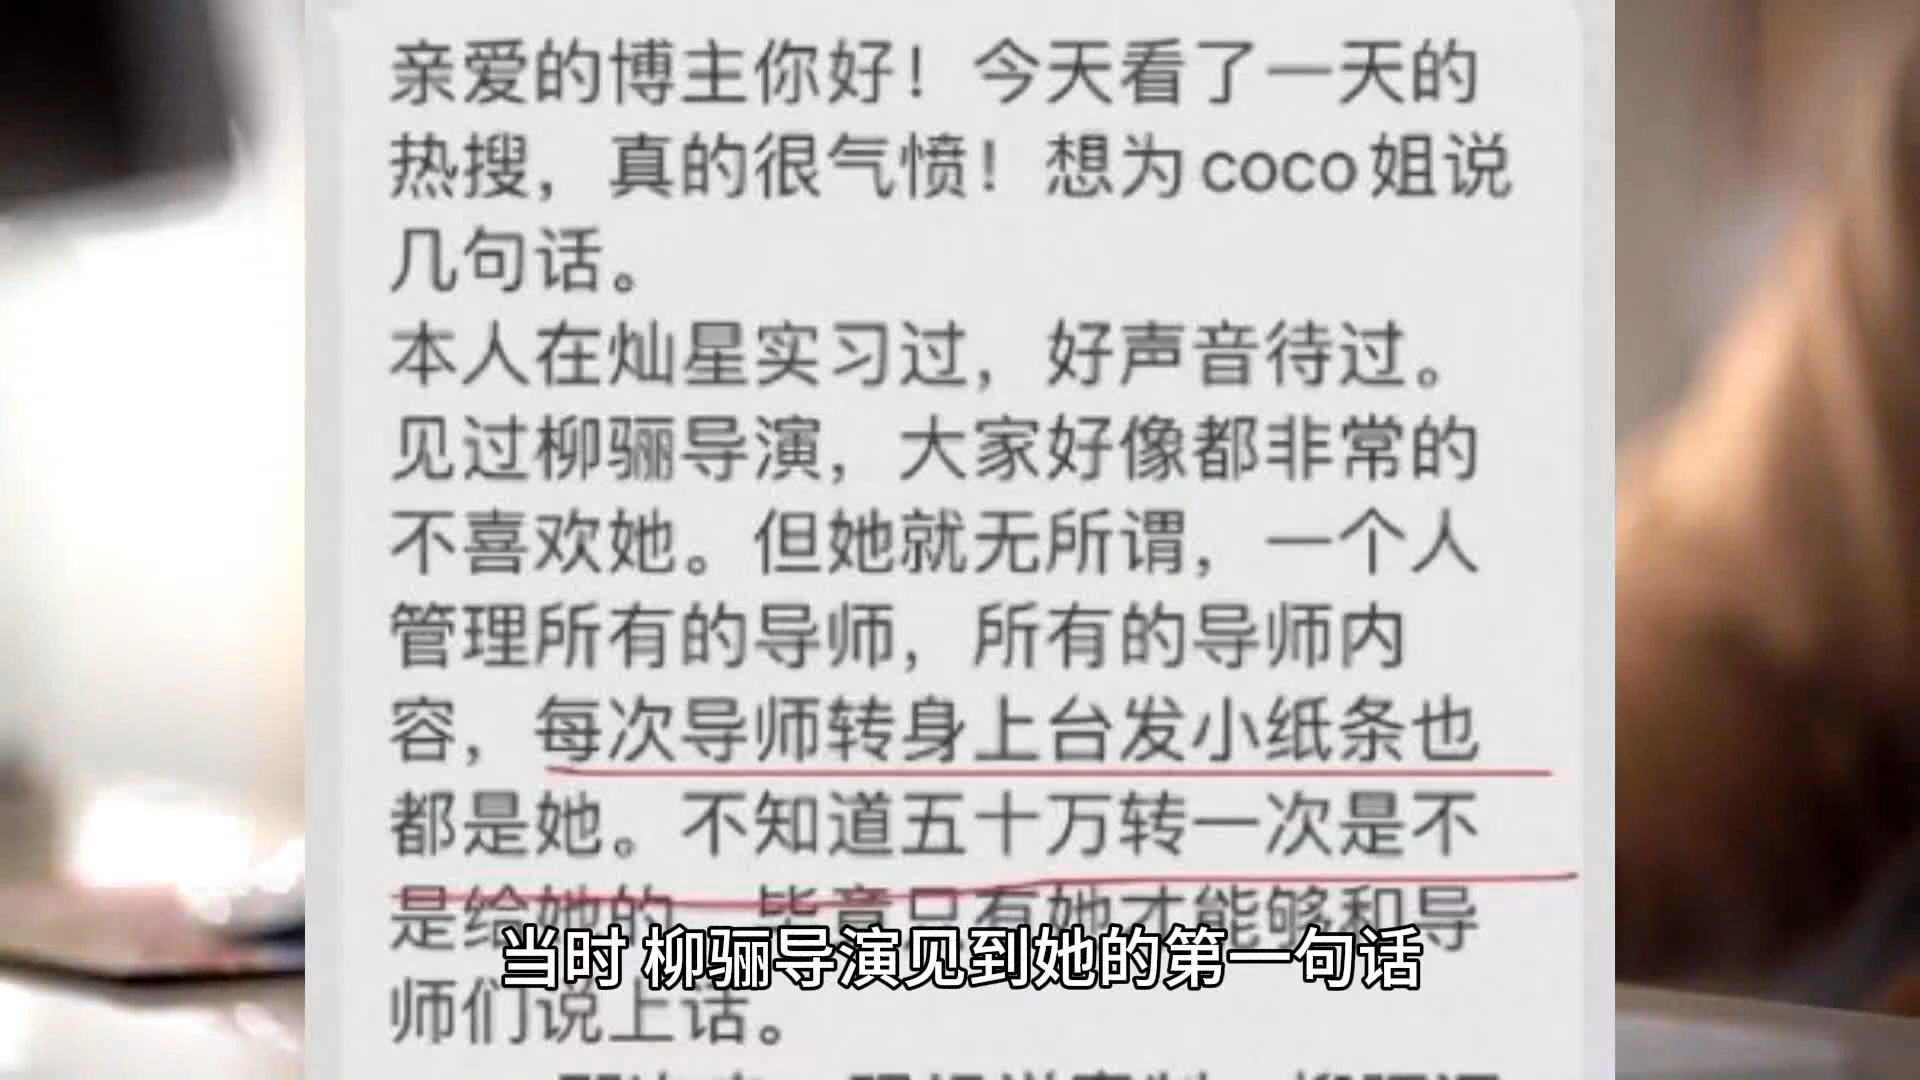 亲爱的博主你好！今天看了一天的
热搜，真的很气愤！想为coco姐说
几句话。
本人在灿星实习过，好声音待过。
见过柳骊导演，大家好像都非常的
不喜欢她。但她就无所谓，一个人
管理所有的导师，所有的导师内
容，每次导师转身上台发小纸条也
都是她。不知道五十万转一次是不
是给她的，毕竟只有她才能够和导
当时 柳骊导演见到她的第一句话
师们说上话。